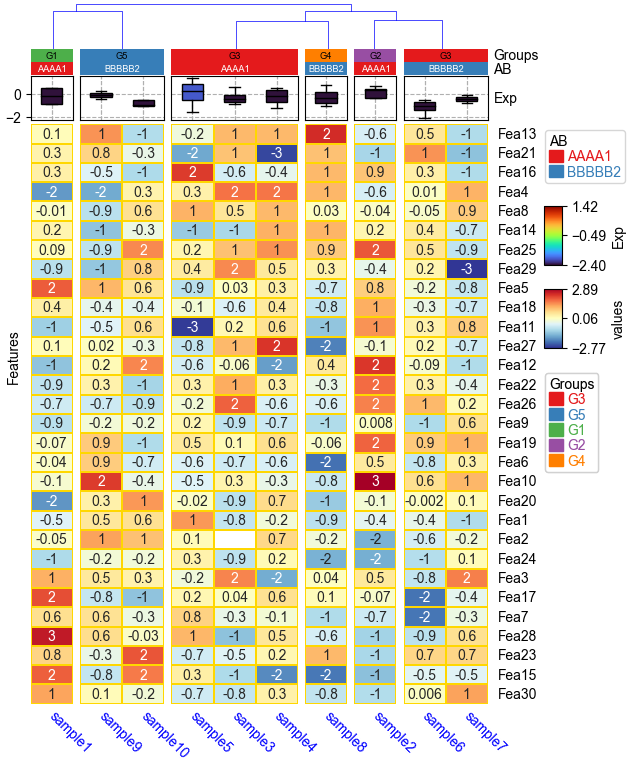 G1 G5 G3 G4 G2 G3 Groups
AAAA1 BBBBB2 AAAA1 BBBBB2 AAAA1 BBBBB2 AB
0 Exp
−2
0.1 1 -1 -0.2 1 1 2 -0.6 0.5 -1 Fea13
0.3 0.8 -0.3 -2 1 -3 1 -1 1 -1 Fea21
0.3 -0.5 -1 2 -0.6 -0.4 1 0.9 0.3 -1 Fea16
-2 -2 0.3 0.3 2 2 1 -0.6 0.01 1 Fea4
-0.01 -0.9 0.6 1 0.5 1 0.03 -0.04 -0.05 0.9 Fea8
0.2 -1 -0.3 -1 -1 1 1 0.2 0.4 -0.7 Fea14
0.09 -0.9 2 0.2 1 1 0.9 2 0.5 -0.9 Fea25
-0.9 -1 0.8 0.4 2 0.5 0.3 -0.4 0.2 -3 Fea29
2 1 0.6 -0.9 0.03 0.3 -0.7 0.8 -0.2 -0.8 Fea5
0.4 -0.4 -0.4 -0.1 -0.6 0.4 -0.8 1 -0.3 -0.7 Fea18
-1 -0.5 0.6 -3 0.2 0.6 -1 1 0.3 0.8 Fea11
0.1 0.02 -0.3 -0.8 1 2 -2 -0.1 0.2 -0.7 Fea27
-1 0.2 2 -0.6 -0.06 -2 0.4 2 -0.09 -1 Fea12
-0.9 0.3 -1 0.3 1 0.3 -0.3 2 0.3 -0.4 Fea22
-0.7 -0.7 -0.9 -0.2 2 -0.6 -0.6 2 1 0.2 Fea26
-0.9 -0.2 -0.2 0.2 -0.9 -0.7 -1 0.008 -1 0.6 Fea9
-0.07 0.9 -1 0.5 0.1 0.6 -0.06 2 0.9 1 Fea19
-0.04 0.9 -0.7 -0.6 -0.7 -0.6 -2 0.5 -0.8 0.3 Fea6
-0.1 2 -0.4 -0.5 0.3 -0.3 -0.8 3 0.6 1 Fea10
-2 0.3 1 -0.02 -0.9 0.7 -1 -0.1 -0.002 0.1 Fea20
-0.5 0.5 0.6 1 -0.8 -0.2 -0.9 -0.4 -0.4 -1 Fea1
-0.05 1 1 0.1 0.7 -0.2 -2 -0.6 -0.2 Fea2
-1 -0.2 -0.2 0.3 -0.9 0.2 -2 -2 -1 0.1 Fea24
1 0.5 0.3 -0.2 2 -2 0.04 0.5 -0.8 2 Fea3
2 -0.8 -1 0.2 0.04 0.6 0.1 -0.07 -2 -0.4 Fea17
0.6 0.6 -0.3 0.8 -0.3 -0.1 -1 -0.7 -2 -0.3 Fea7
3 0.6 -0.03 1 -1 0.5 -0.6 -1 -0.9 0.6 Fea28
0.8 -0.3 2 -0.7 -0.5 0.2 1 -1 0.7 0.7 Fea23
2 -0.8 2 0.3 -1 -2 -2 -1 -0.5 -0.5 Fea15
1 0.1 -0.2 -0.7 -0.8 0.3 -0.8 -1 0.006 1 Fea30
sample1 sample9 sample10 sample5 sample3 sample4 sample8 sample2 sample6 sample7
Features
AB
AAAA1
BBBBB2
1.42
−0.49
−2.40
Exp
2.89
0.06
−2.77
values
Groups
G3
G5
G1
G2
G4